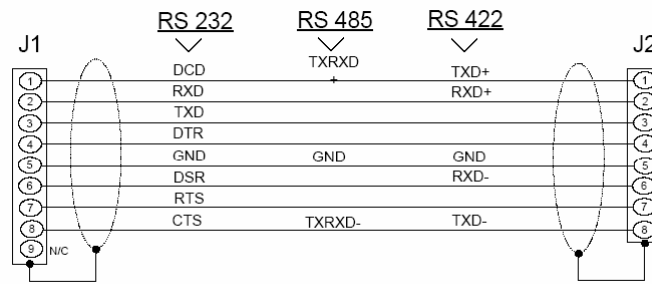 RS 232 RS 485 RS 422
J1 J2
DCD TXRXD + TXD+
1 1
RXD RXD+
2 2
TXD
3 3
DTR
4 4
GND GND GND
5 5
DSR RXD-
6 6
RTS
7 7
CTS TXRXD- TXD-
8 8
9 N/C